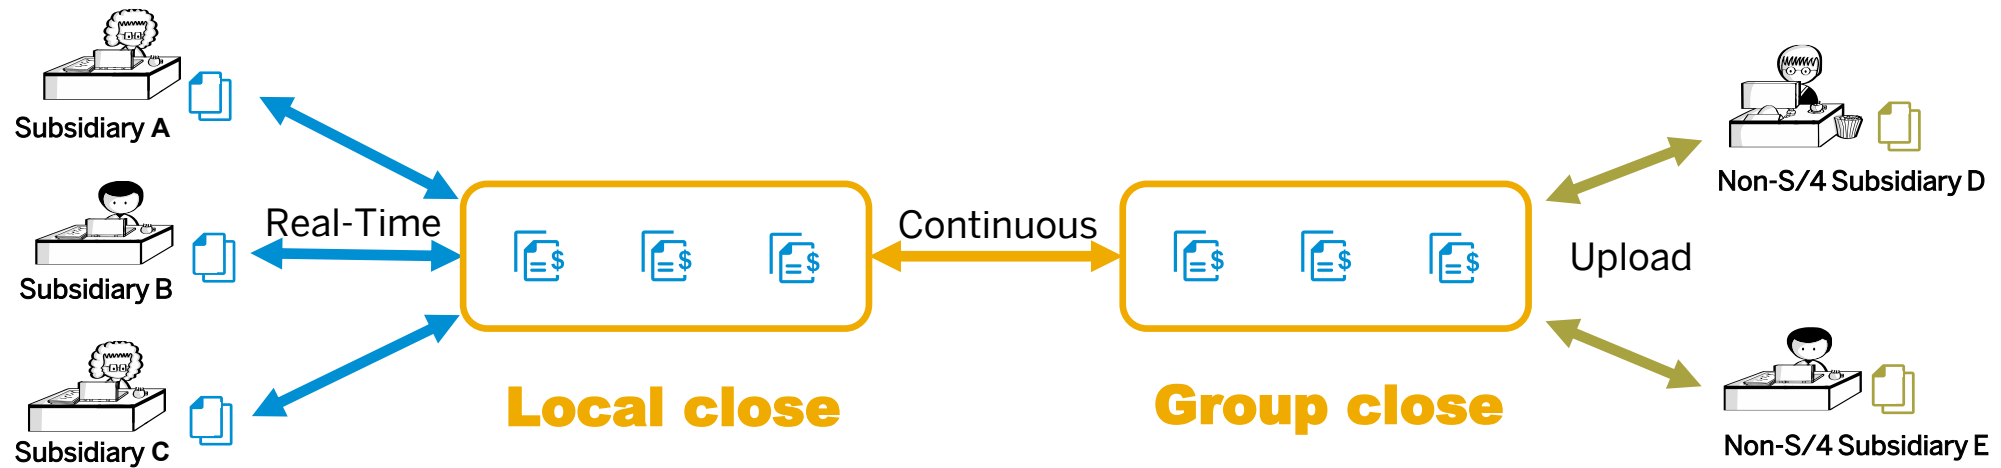 Subsidiary A
Subsidiary B
Subsidiary C
Real-Time
$ $ $
Local close
Continuous
$ $ $
Group close
Upload
Non-S/4 Subsidiary D
Non-S/4 Subsidiary E